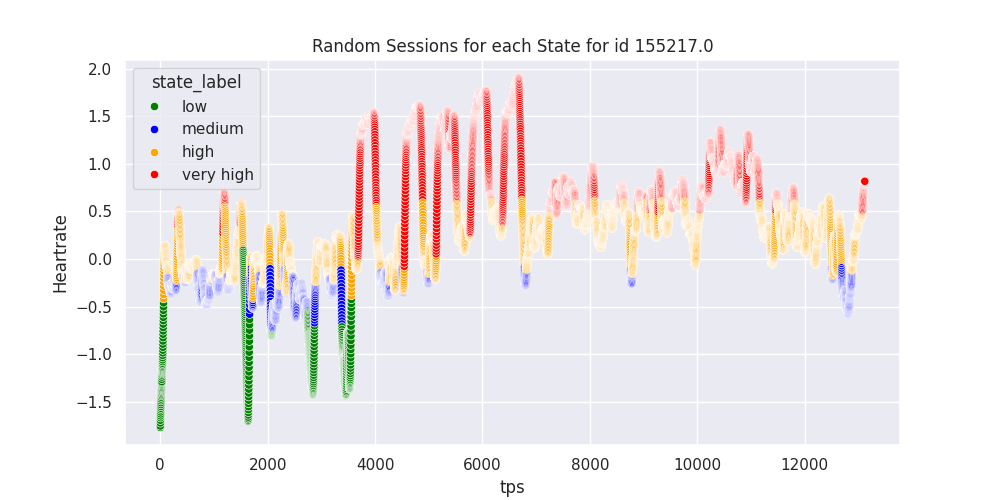 Random Sessions for each State for id 155217.0
state_label
low
medium
high
very high
Heartrate
2.0
1.5
1.0
0.5
0.0
−0.5
−1.0
−1.5
0 2000 4000 6000 8000 10000 12000
tps